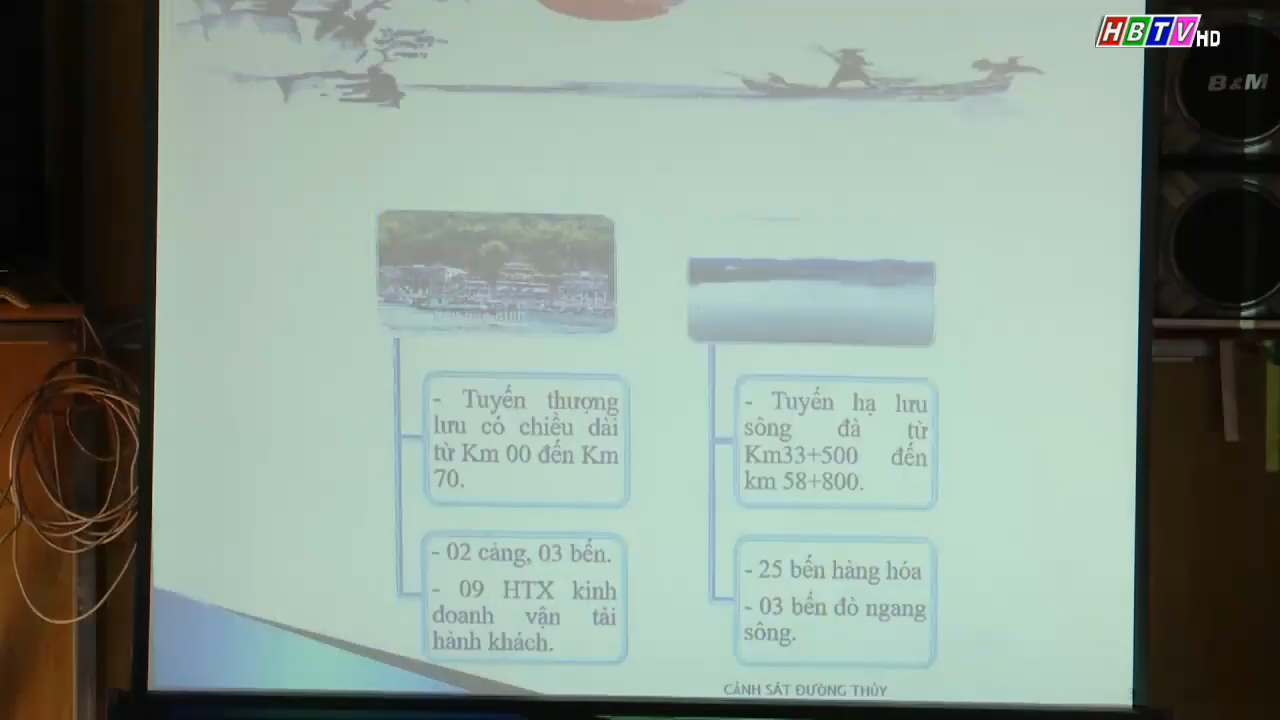 HBTV HD
B&M
- Tuyến thượng
lưu có chiều dài
từ Km 00 đến Km
70.
- 02 cảng, 03 bến.
- 09 HTX kinh
doanh vận tải
hành khách.
- Tuyến hạ lưu
sông đà từ
Km33+500 đến
km 58+800.
- 25 bến hàng hóa
- 03 bến đò ngang
sông.
CẢNH SÁT ĐƯỜNG THỦY